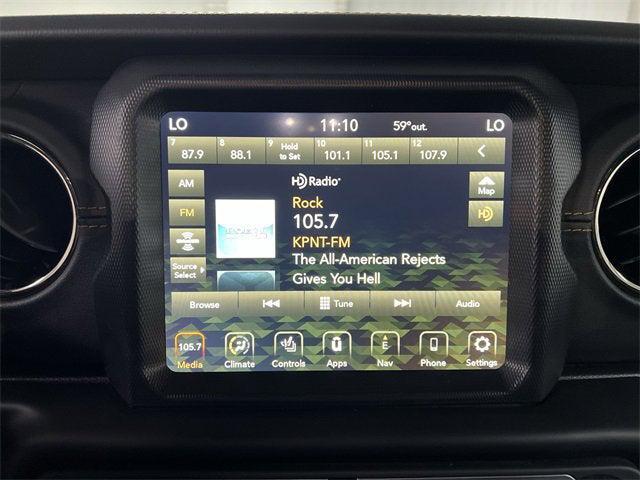 LO 11:10 59°out. LO
7 87.9 8 88.1 9 Hold to Set 10 101.1 11 105.1 12 107.9
AM
HD Radio
Map
FM
Rock
105.7
HD
KPNT-FM
The All-American Rejects
Source Select
Gives You Hell
Browse Tune Audio
105.7 E
Media Climate Controls Apps Nav Phone Settings